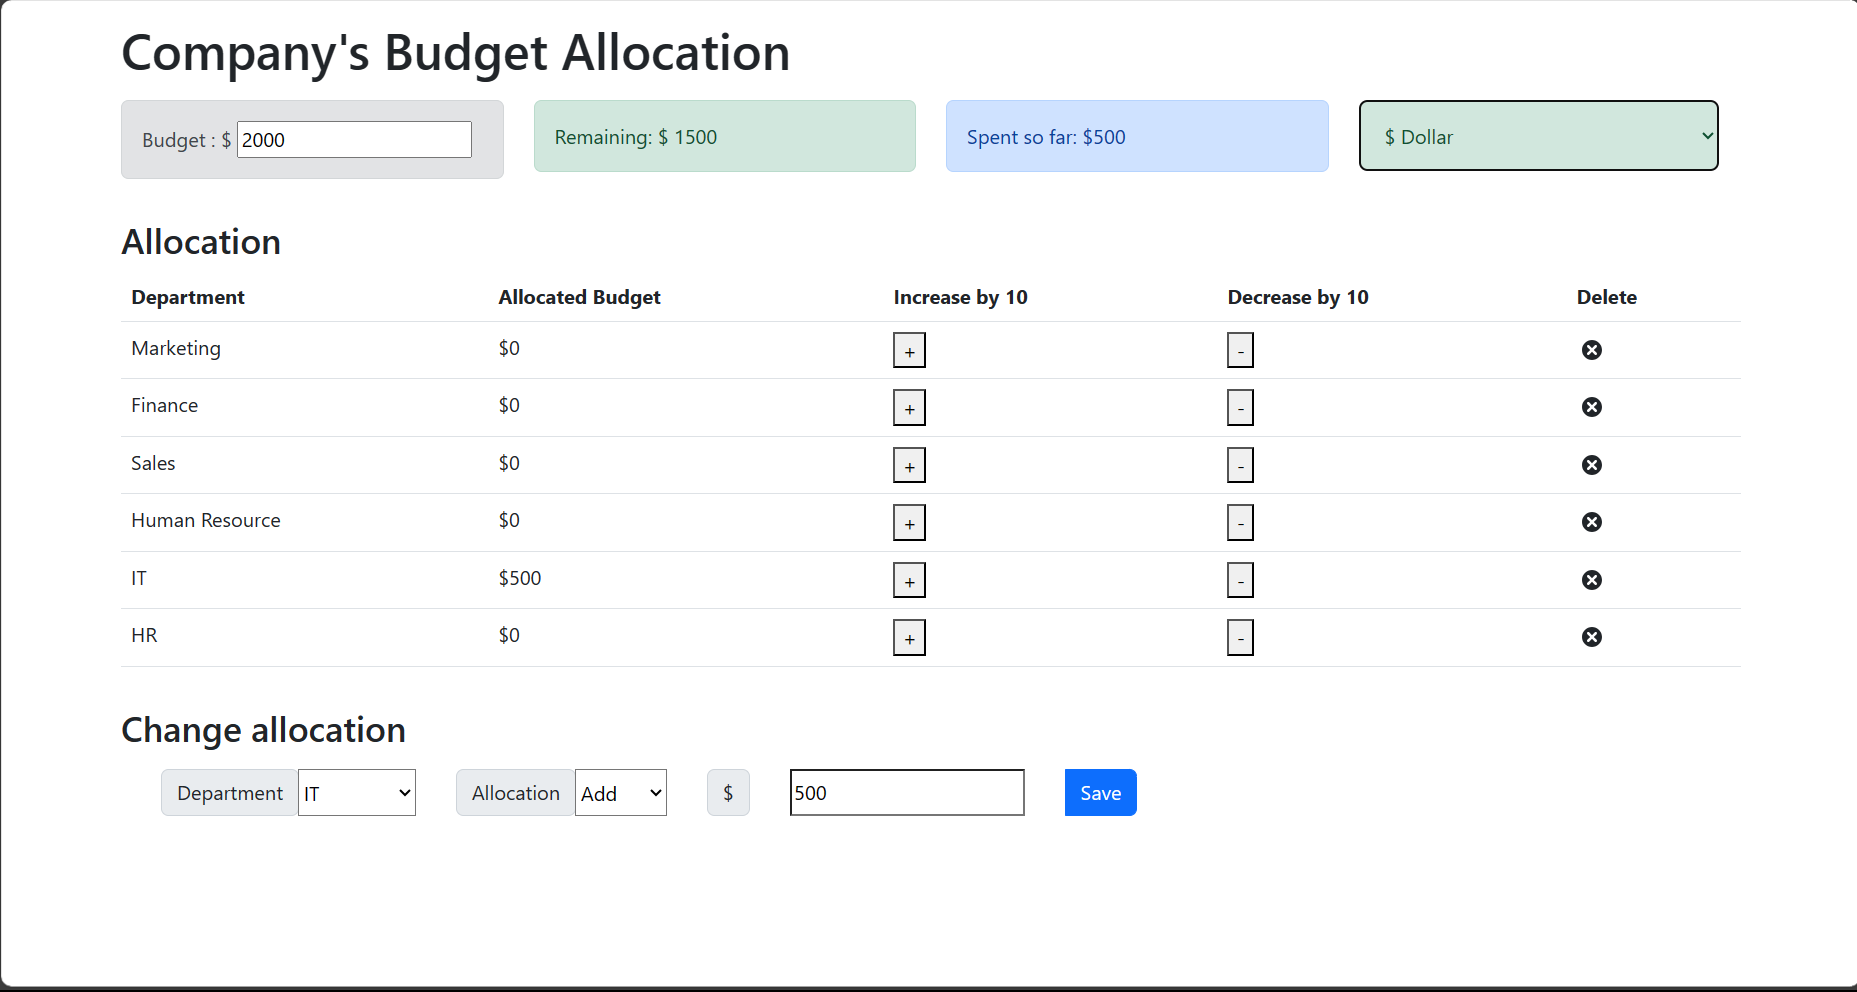 Company's Budget Allocation
Budget : $ 2000
Remaining: $ 1500
Spent so far: $500
$ Dollar
Allocation
Department Allocated Budget Increase by 10 Decrease by 10 Delete
Marketing $0 + -
Finance $0 + -
Sales $0 + -
Human Resource $0 + -
IT $500 + -
HR $0 + -
Change allocation
Department IT Allocation Add $ 500 Save